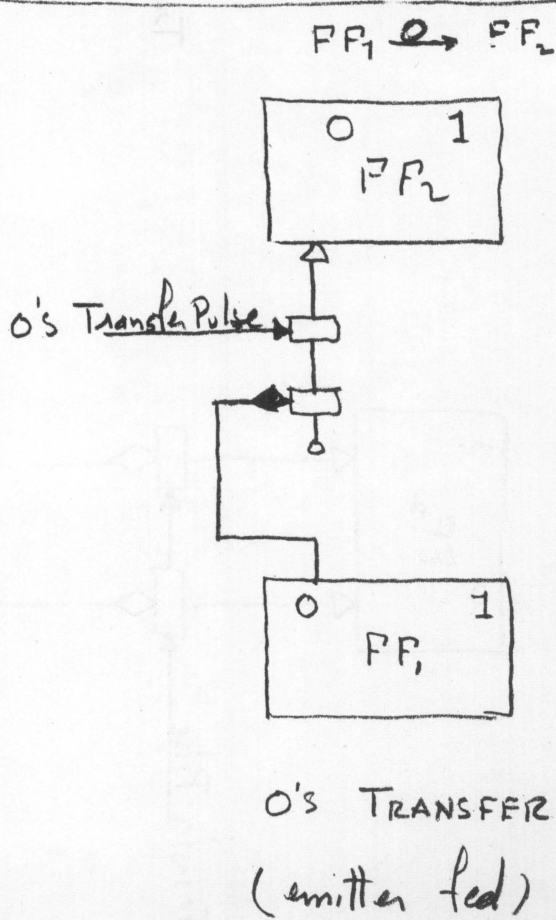 FF₁ —0→ FF₂
0 1
FF₂
0's Transfer Pulse
0 1
FF₁
0's TRANSFER
(emitter fed)